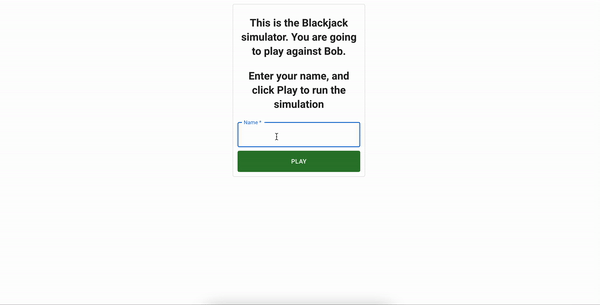 This is the Blackjack
simulator. You are going
to play against Bob.
Enter your name, and
click Play to run the
simulation
Name *
PLAY